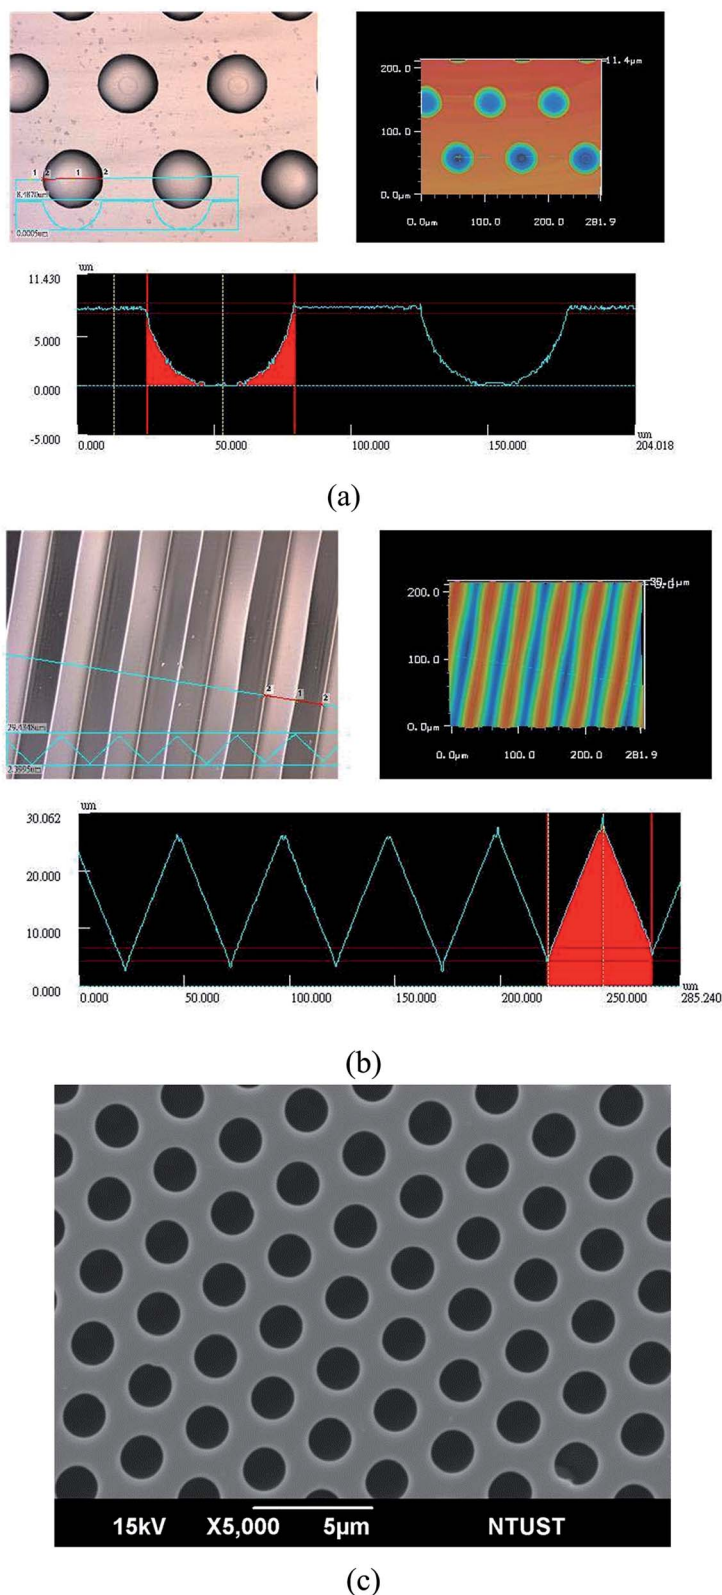 1 2 1 2
8.4870um
0.0005um
11.4μm
200.0
100.0
0.0μm
0.0μm 100.0 200.0 281.9
um
11.430
5.000
0.000
-5.000
0.000 50.000 100.000 150.000 204.018
um
(a)
2 1 2
29.4348um
2.3995um
200.0
100.0
0.0μm
0.0μm 100.0 200.0 281.9
um
30.062
20.000
10.000
0.000
0.000 50.000 100.000 150.000 200.000 250.000 285.240
um
(b)
15kV X5,000 5μm NTUST
(c)